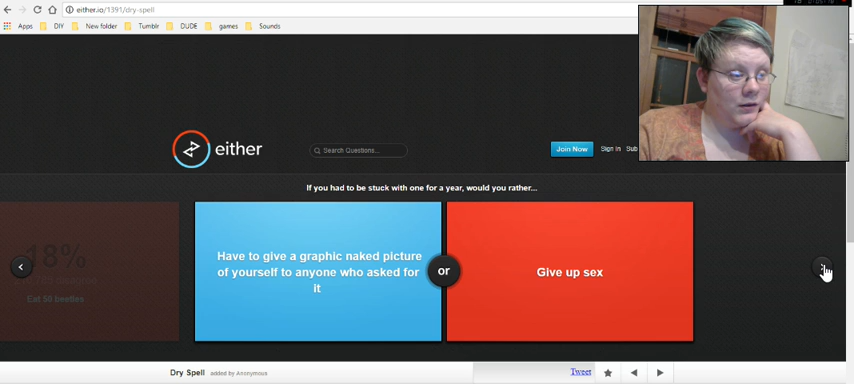 either.io/1391/dry-spell
Apps DIY New folder Tumblr DUDE games Sounds
either
Search Questions...
Join Now Sign In Sub
If you had to be stuck with one for a year, would you rather...
18%
Eat 50 beetles
Have to give a graphic naked picture
of yourself to anyone who asked for
it
or
Give up sex
Dry Spell added by Anonymous
Tweet